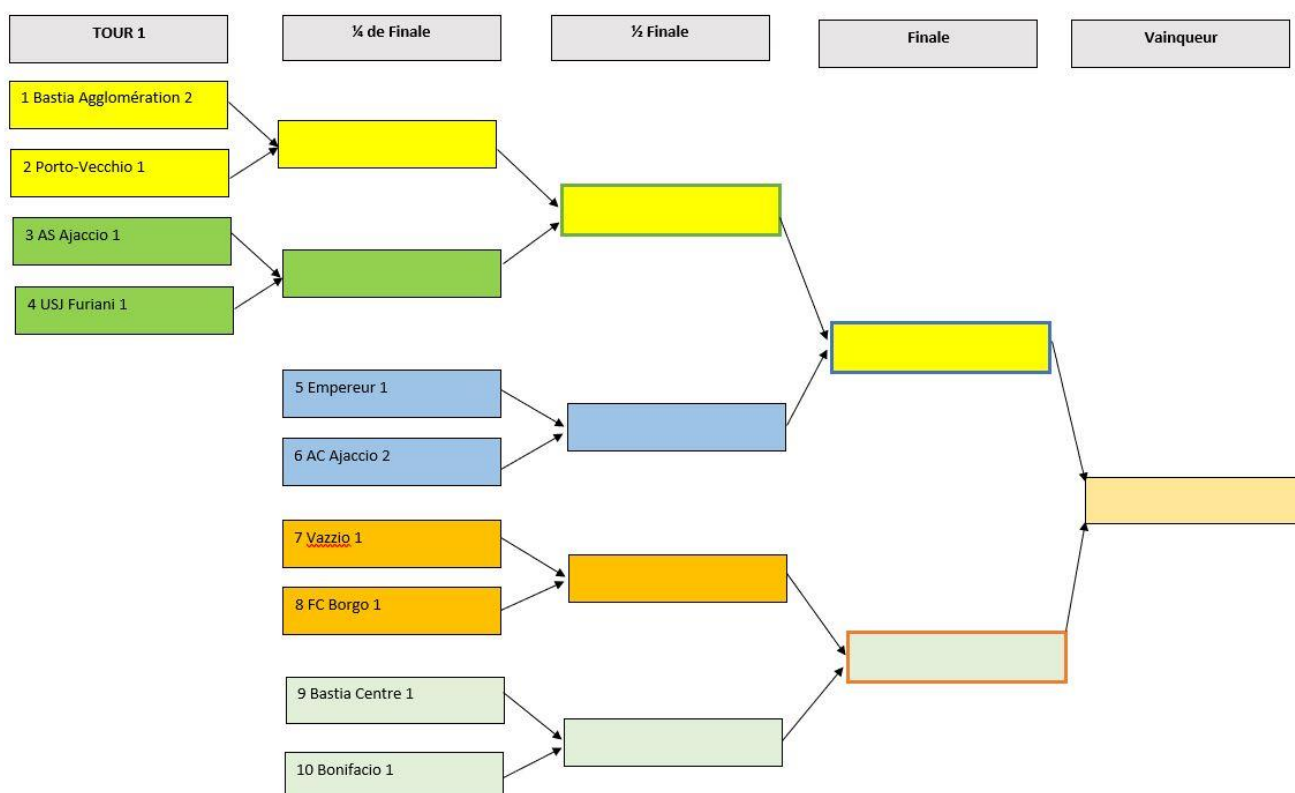 TOUR 1
¼ de Finale
½ Finale
Finale
Vainqueur
1 Bastia Agglomération 2
2 Porto-Vecchio 1
3 AS Ajaccio 1
4 USJ Furiani 1
5 Empereur 1
6 AC Ajaccio 2
7 Vazzio 1
8 FC Borgo 1
9 Bastia Centre 1
10 Bonifacio 1